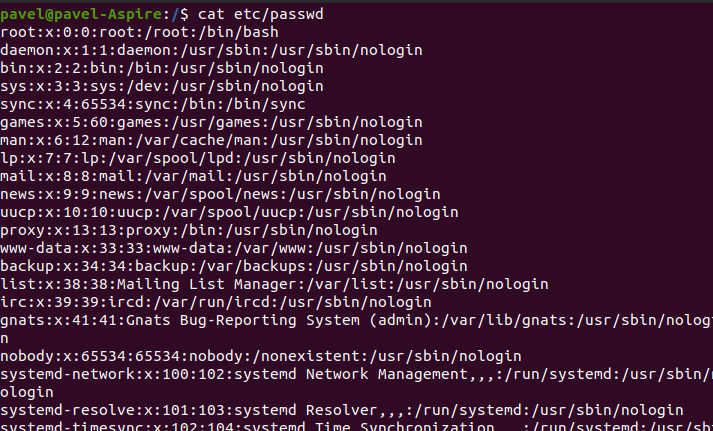 pavel@pavel-Aspire:/$ cat etc/passwd
root:x:0:0:root:/root:/bin/bash
daemon:x:1:1:daemon:/usr/sbin:/usr/sbin/nologin
bin:x:2:2:bin:/bin:/usr/sbin/nologin
sys:x:3:3:sys:/dev:/usr/sbin/nologin
sync:x:4:65534:sync:/bin:/bin/sync
games:x:5:60:games:/usr/games:/usr/sbin/nologin
man:x:6:12:man:/var/cache/man:/usr/sbin/nologin
lp:x:7:7:lp:/var/spool/lpd:/usr/sbin/nologin
mail:x:8:8:mail:/var/mail:/usr/sbin/nologin
news:x:9:9:news:/var/spool/news:/usr/sbin/nologin
uucp:x:10:10:uucp:/var/spool/uucp:/usr/sbin/nologin
proxy:x:13:13:proxy:/bin:/usr/sbin/nologin
www-data:x:33:33:www-data:/var/www:/usr/sbin/nologin
backup:x:34:34:backup:/var/backups:/usr/sbin/nologin
list:x:38:38:Mailing List Manager:/var/list:/usr/sbin/nologin
irc:x:39:39:ircd:/var/run/ircd:/usr/sbin/nologin
gnats:x:41:41:Gnats Bug-Reporting System (admin):/var/lib/gnats:/usr/sbin/nologi
n
nobody:x:65534:65534:nobody:/nonexistent:/usr/sbin/nologin
systemd-network:x:100:102:systemd Network Management,,,:/run/systemd:/usr/sbin/n
ologin
systemd-resolve:x:101:103:systemd Resolver,,,:/run/systemd:/usr/sbin/nologin
systemd-timesync:x:102:104:systemd Time Synchronization,,,:/run/systemd:/usr/sb